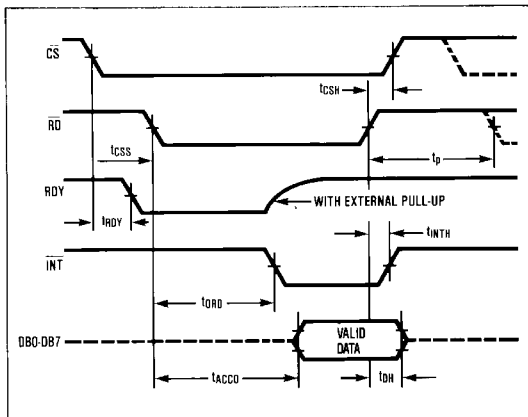 CS
tCSH
RD
tCSS
tp
RDY
WITH EXTERNAL PULL-UP
tRDY
tINTH
INT
tCRD
DB0-DB7
VALID
DATA
tACC0
tDH